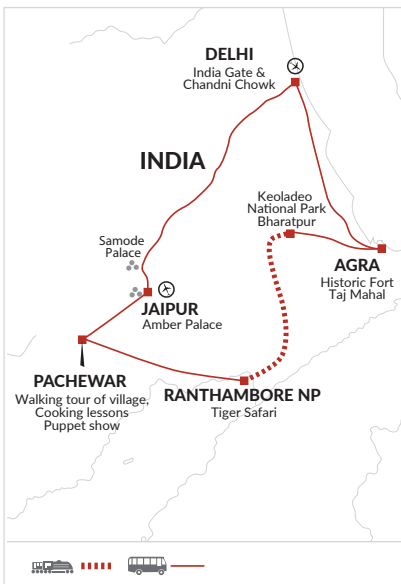 DELHI
India Gate &
Chandni Chowk
INDIA
Keoladeo
National Park
Bharatpur
Samode
Palace
AGRA
Historic Fort
Taj Mahal
JAIPUR
Amber Palace
PACHEWAR
Walking tour of village,
Cooking lessons
Puppet show
RANTHAMBORE NP
Tiger Safari